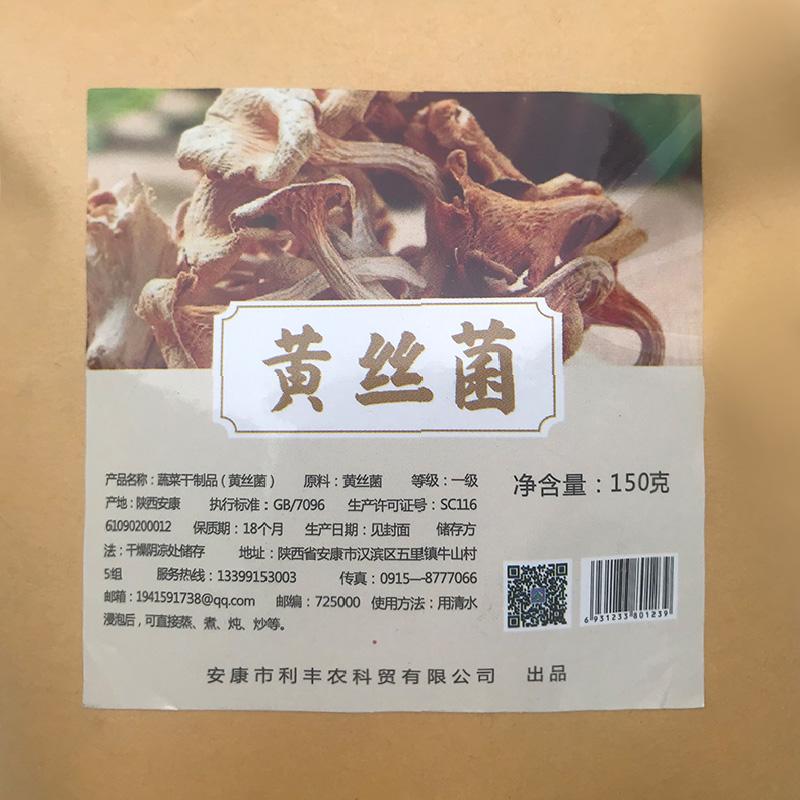 黄丝菌
产品名称：蔬菜干制品（黄丝菌） 原料：黄丝菌 等级：一级
净含量：150克
产地：陕西安康 执行标准：GB/7096 生产许可证号：SC116
61090200012 保质期：18个月 生产日期：见封面 储存方
法：干燥阴凉处储存 地址：陕西省安康市汉滨区五里镇牛山村
5组 服务热线：13399153003 传真：0915—8777066
邮箱：1941591738@qq.com 邮编：725000 使用方法：用清水
浸泡后，可直接蒸、煮、炖、炒等。
6931233801239
安康市利丰农科贸有限公司 出品